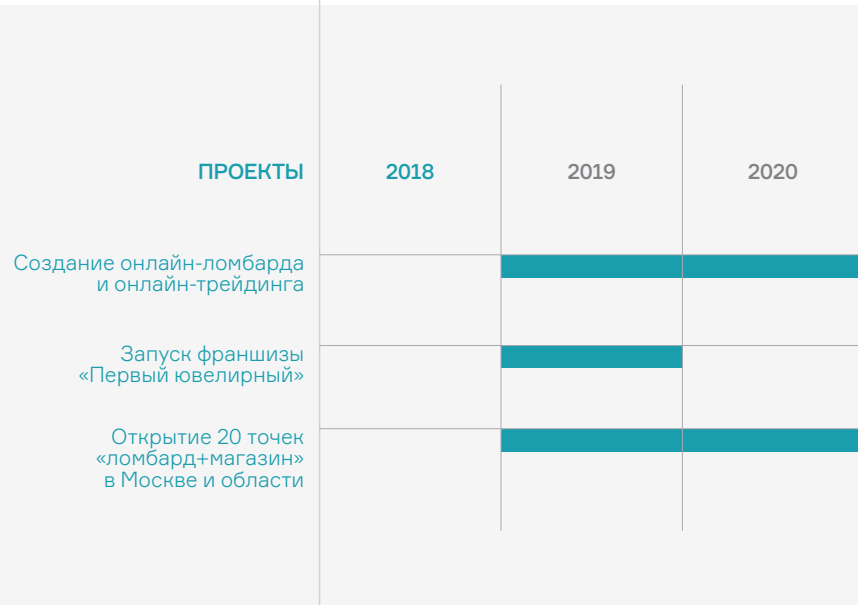 ПРОЕКТЫ 2018 2019 2020
Создание онлайн-ломбарда
и онлайн-трейдинга
Запуск франшизы
«Первый ювелирный»
Открытие 20 точек
«ломбард+магазин»
в Москве и области